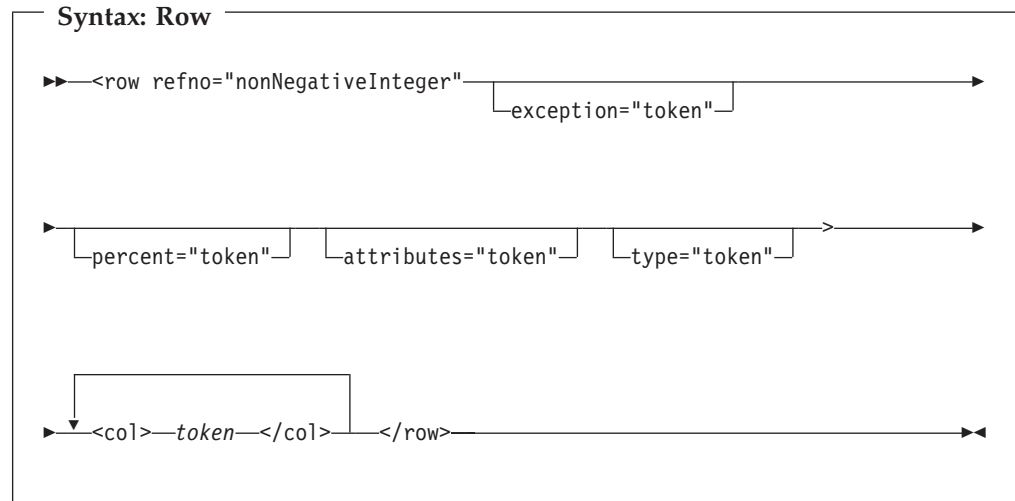 Syntax: Row
<row refno="nonNegativeInteger"
exception="token"
>
percent="token" attributes="token" type="token"
<col> token </col> </row>